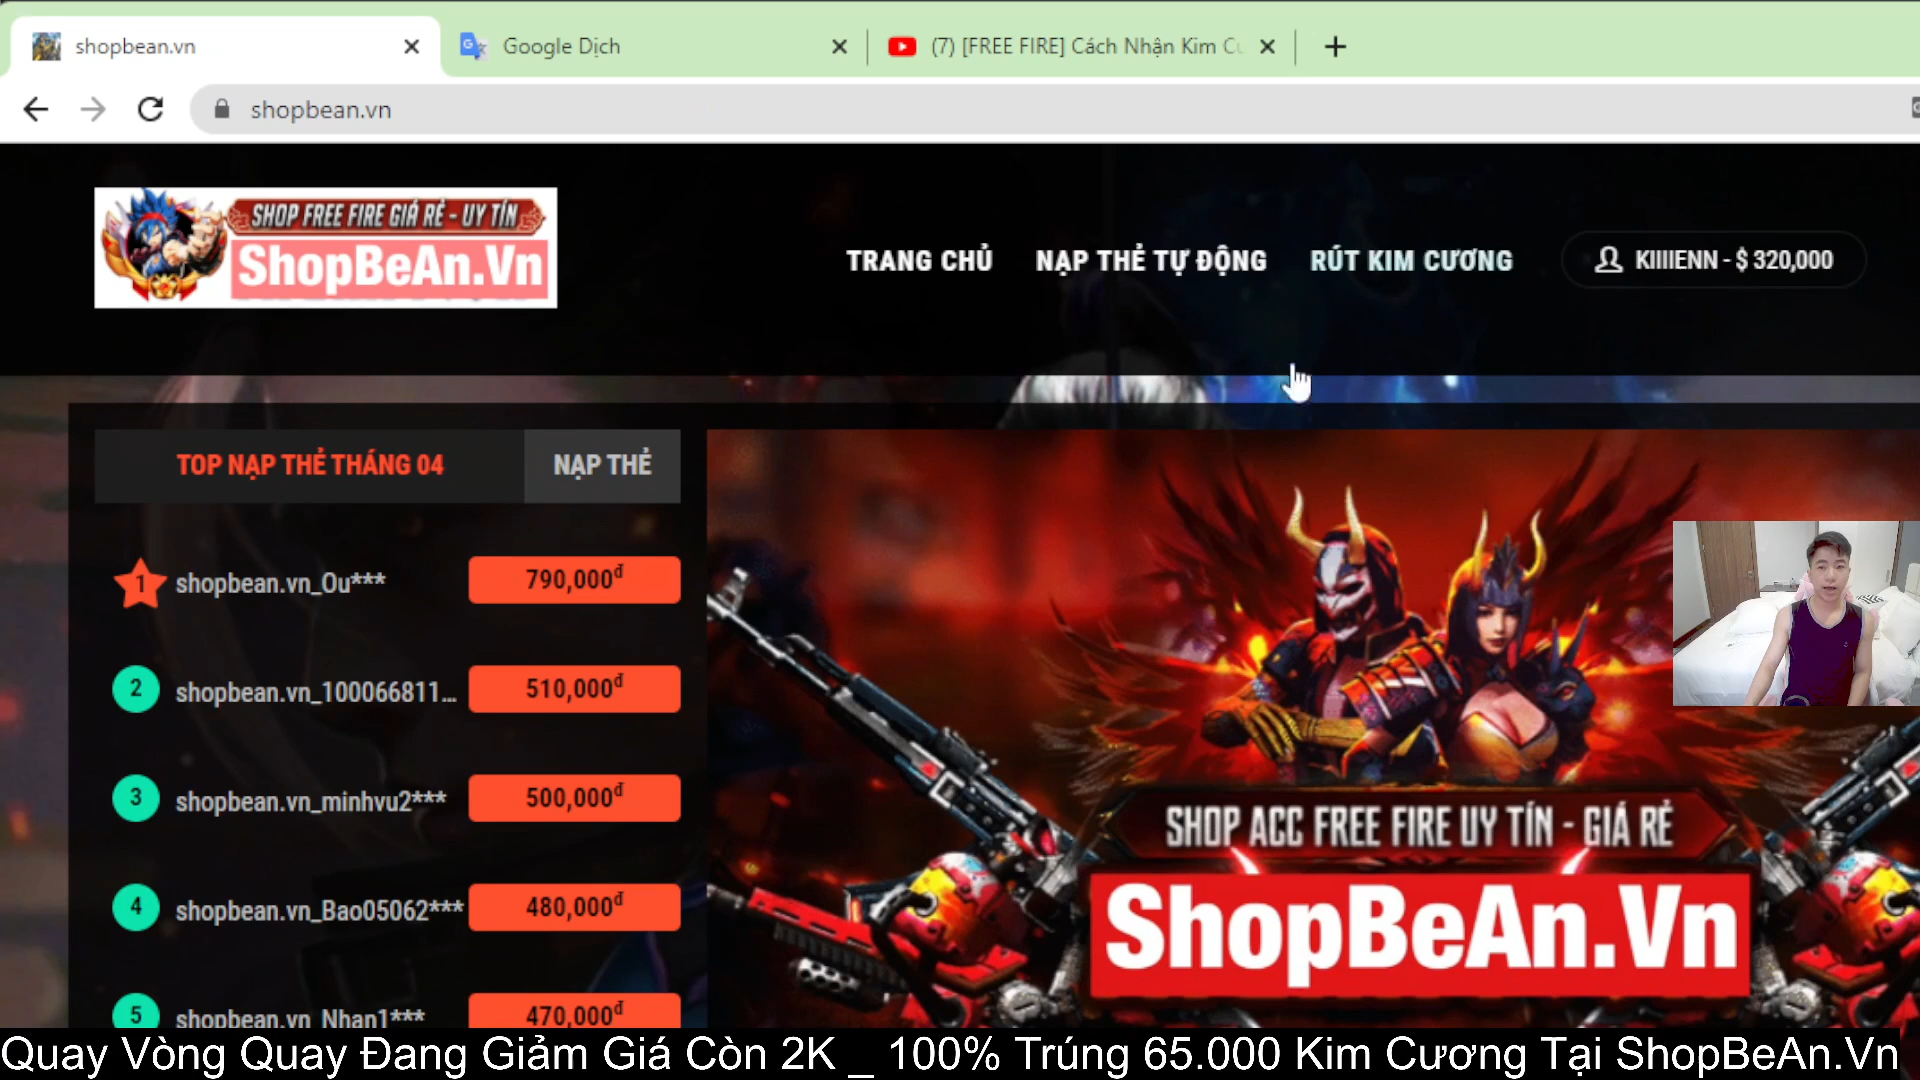 shopbean.vn
Google Dịch
(7) [FREE FIRE] Cách Nhận Kim Cư
shopbean.vn
SHOP FREE FIRE GIÁ RẺ - UY TÍN
ShopBeAn.Vn
TRANG CHỦ
NẠP THẺ TỰ ĐỘNG
RÚT KIM CƯƠNG
KIIIIENN - $ 320,000
TOP NẠP THẺ THÁNG 04
NẠP THẺ
1 shopbean.vn_Ou*** 790,000đ
2 shopbean.vn_100066811... 510,000đ
3 shopbean.vn_minhvu2*** 500,000đ
4 shopbean.vn_Bao05062*** 480,000đ
5 shopbean.vn_Nhan1*** 470,000đ
SHOP ACC FREE FIRE UY TÍN - GIÁ RẺ
ShopBeAn.Vn
Quay Vòng Quay Đang Giảm Giá Còn 2K _ 100% Trúng 65.000 Kim Cương Tại ShopBeAn.Vn